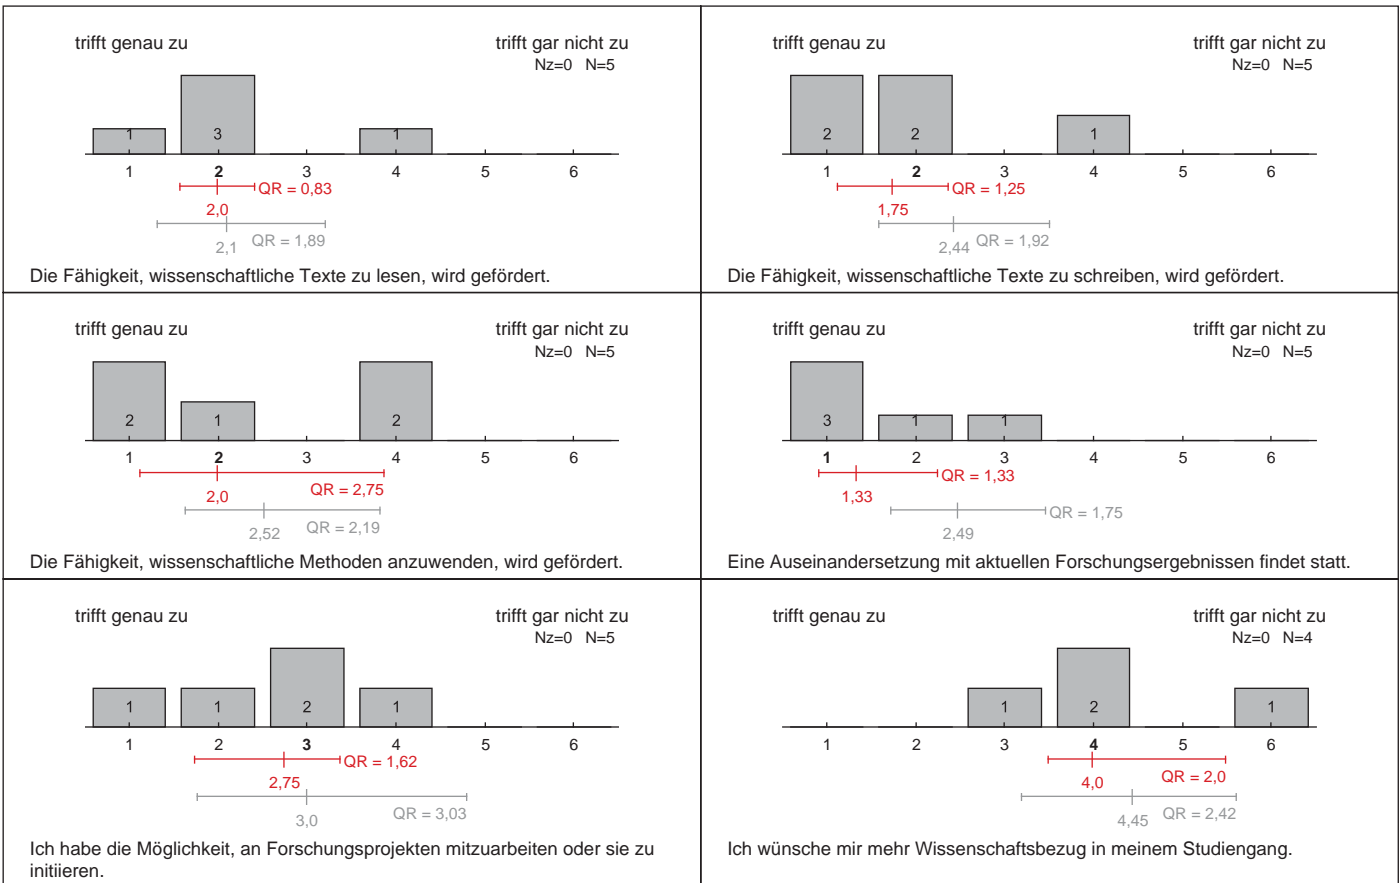 trifft genau zu trifft gar nicht zu
Nz=0 N=5
1 3 1
1 2 3 4 5 6
QR = 0,83
2,0
QR = 1,89
2,1
Die Fähigkeit, wissenschaftliche Texte zu lesen, wird gefördert.
trifft genau zu trifft gar nicht zu
Nz=0 N=5
2 2 1
1 2 3 4 5 6
QR = 1,25
1,75
2,44 QR = 1,92
Die Fähigkeit, wissenschaftliche Texte zu schreiben, wird gefördert.
trifft genau zu trifft gar nicht zu
Nz=0 N=5
2 1 2
1 2 3 4 5 6
2,0 QR = 2,75
2,52 QR = 2,19
Die Fähigkeit, wissenschaftliche Methoden anzuwenden, wird gefördert.
trifft genau zu trifft gar nicht zu
Nz=0 N=5
3 1 1
1 2 3 4 5 6
QR = 1,33
1,33
QR = 1,75
2,49
Eine Auseinandersetzung mit aktuellen Forschungsergebnissen findet statt.
trifft genau zu trifft gar nicht zu
Nz=0 N=5
1 1 2 1
1 2 3 4 5 6
QR = 1,62
2,75
QR = 3,03
3,0
Ich habe die Möglichkeit, an Forschungsprojekten mitzuarbeiten oder sie zu
initiieren.
trifft genau zu trifft gar nicht zu
Nz=0 N=4
1 2 1
1 2 3 4 5 6
4,0 QR = 2,0
4,45 QR = 2,42
Ich wünsche mir mehr Wissenschaftsbezug in meinem Studiengang.